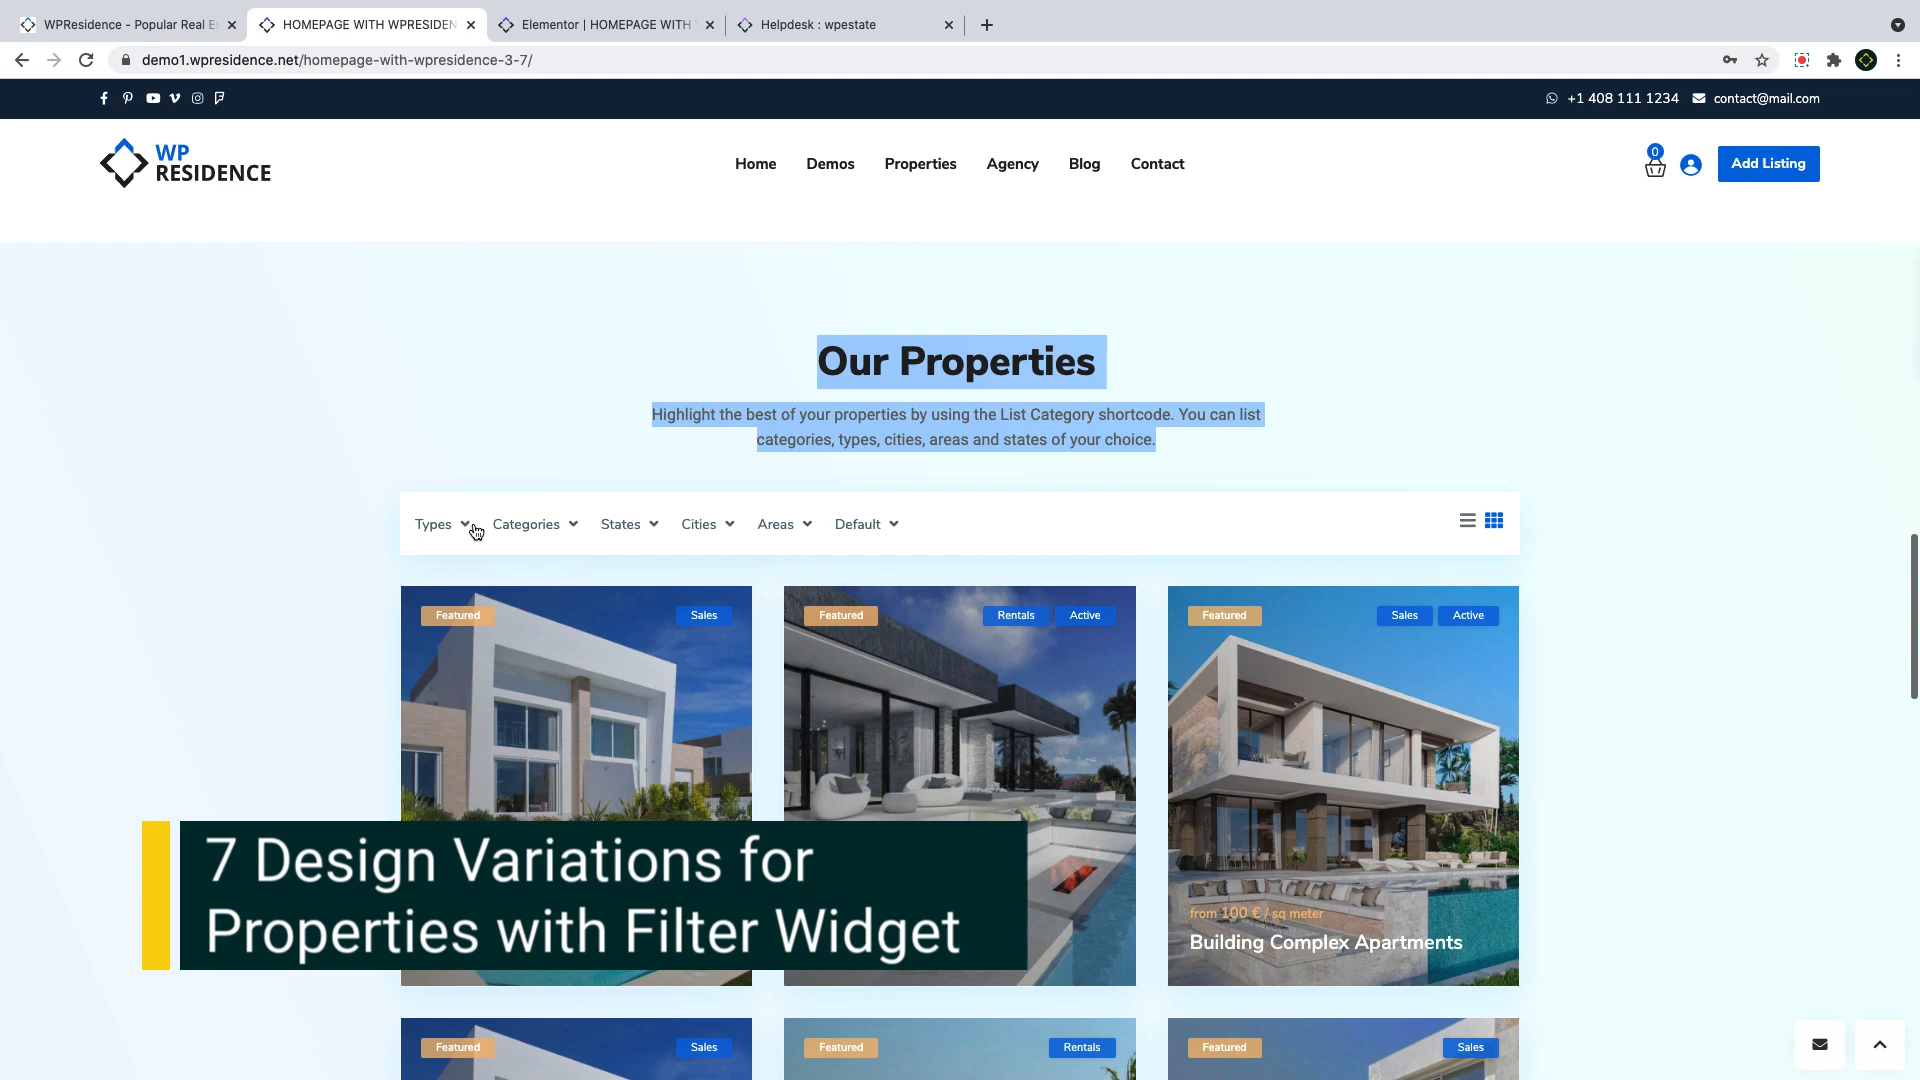 WPResidence - Popular Real Es
HOMEPAGE WITH WPRESIDEN
Elementor | HOMEPAGE WITH
Helpdesk : wpestate
demo1.wpresidence.net/homepage-with-wpresidence-3-7/
+1 408 111 1234 contact@mail.com
WP
RESIDENCE
Home Demos Properties Agency Blog Contact
0
Add Listing
Our Properties
Highlight the best of your properties by using the List Category shortcode. You can list
categories, types, cities, areas and states of your choice.
Types Categories States Cities Areas Default
Featured Sales
Featured Rentals Active
Featured Sales Active
7 Design Variations for
Properties with Filter Widget
from 100 € / sq meter
Building Complex Apartments
Featured Sales
Featured Rentals
Featured Sales